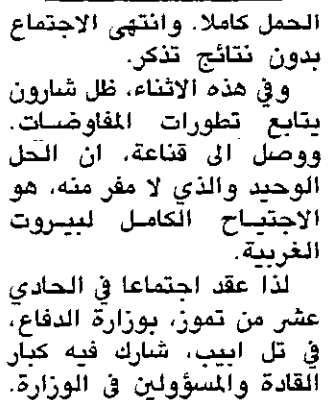 الحمل كاملا. وانتهى الاجتماع
بدون نتائج تذكر.
وفي هذه الاثناء، ظل شارون
يتابع تطورات المفاوضات.
ووصل الى قناعة، ان الحل
الوحيد والذي لا مفر منه، هو
الاجتياح الكامل لبيروت
الغربية.
لذا عقد اجتماعا في الحادي
عشر من تموز، بوزارة الدفاع،
في تل ابيب، شارك فيه كبار
القادة والمسؤولين في الوزارة.